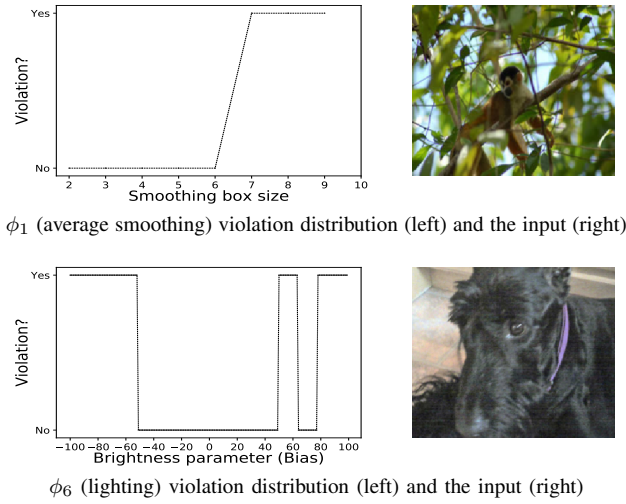 Yes
Violation?
No
2 3 4 5 6 7 8 9 10
Smoothing box size
ϕ₁ (average smoothing) violation distribution (left) and the input (right)
Yes
Violation?
No
−100 −80 −60 −40 −20 0 20 40 60 80 100
Brightness parameter (Bias)
ϕ₆ (lighting) violation distribution (left) and the input (right)